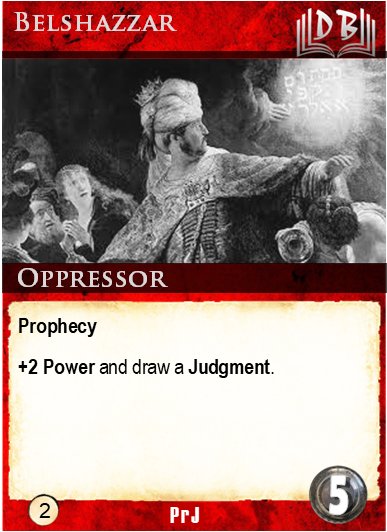 BELSHAZZAR
DB
OPPRESSOR
Prophecy
+2 Power and draw a Judgment.
2
PrJ
5